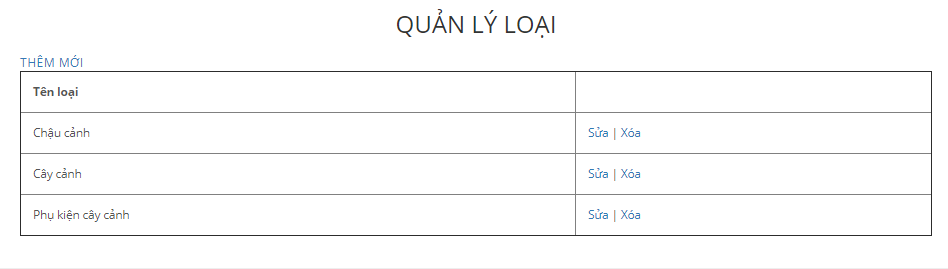 QUẢN LÝ LOẠI
THÊM MỚI
Tên loại
Chậu cảnh Sửa | Xóa
Cây cảnh Sửa | Xóa
Phụ kiện cây cảnh Sửa | Xóa